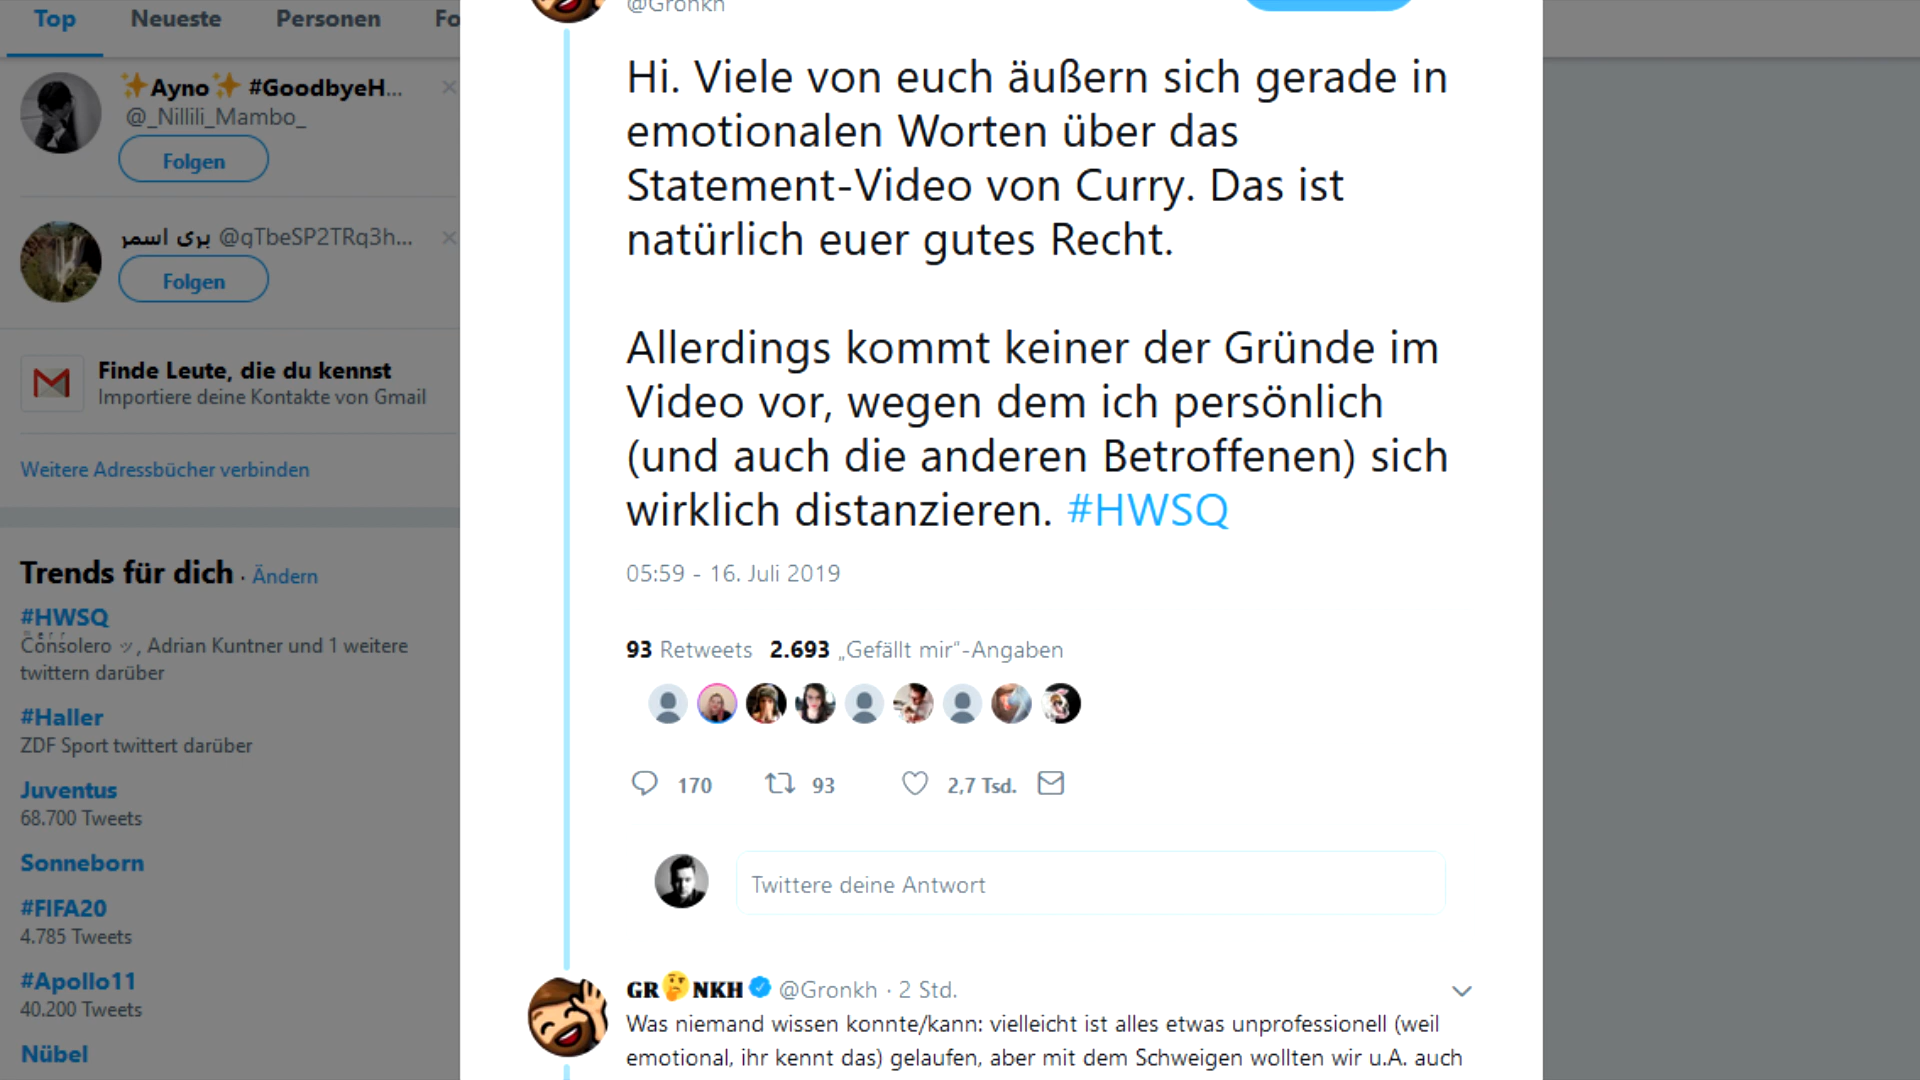 Top Neueste Personen Fo
@Gronkh
✨Ayno✨ #GoodbyeH...
@_Nillili_Mambo_
Folgen
بری اسمر @qTbeSP2TRq3h...
Folgen
Finde Leute, die du kennst
Importiere deine Kontakte von Gmail
Weitere Adressbücher verbinden
Trends für dich · Ändern
#HWSQ
Consolero ッ, Adrian Kuntner und 1 weitere
twittern darüber
#Haller
ZDF Sport twittert darüber
Juventus
68.700 Tweets
Sonneborn
#FIFA20
4.785 Tweets
#Apollo11
40.200 Tweets
Nübel
Hi. Viele von euch äußern sich gerade in
emotionalen Worten über das
Statement-Video von Curry. Das ist
natürlich euer gutes Recht.
Allerdings kommt keiner der Gründe im
Video vor, wegen dem ich persönlich
(und auch die anderen Betroffenen) sich
wirklich distanzieren. #HWSQ
05:59 - 16. Juli 2019
93 Retweets 2.693 „Gefällt mir“-Angaben
170 93 2,7 Tsd.
Twittere deine Antwort
GR🤔NKH @Gronkh · 2 Std.
Was niemand wissen konnte/kann: vielleicht ist alles etwas unprofessionell (weil
emotional, ihr kennt das) gelaufen, aber mit dem Schweigen wollten wir u.A. auch